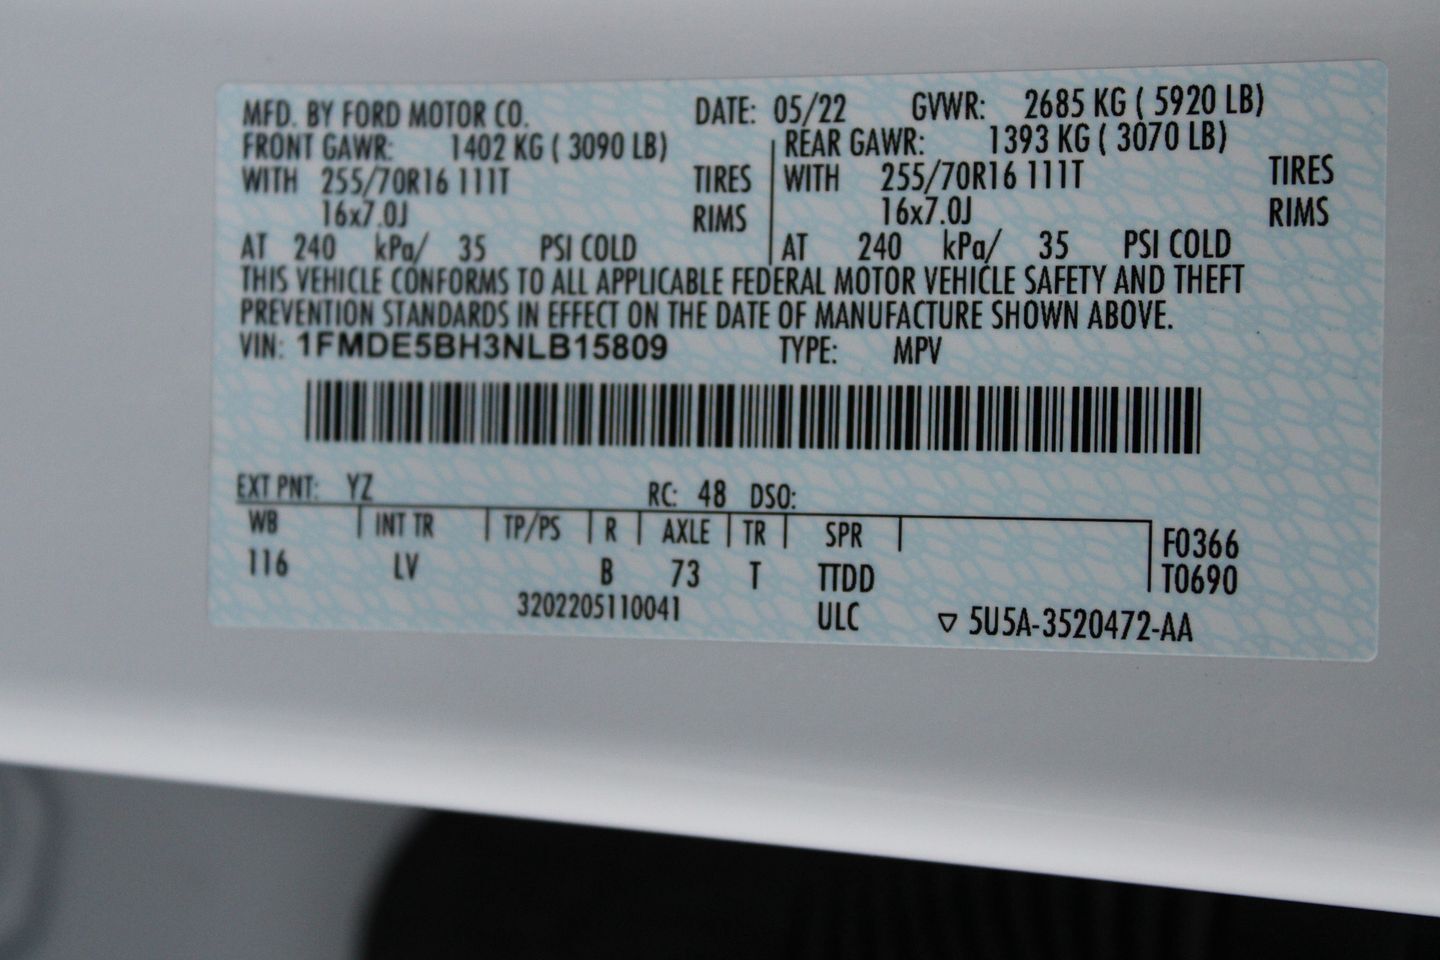 MFD. BY FORD MOTOR CO. DATE: 05/22 GVWR: 2685 KG ( 5920 LB)
FRONT GAWR: 1402 KG ( 3090 LB) REAR GAWR: 1393 KG ( 3070 LB)
WITH 255/70R16 111T TIRES WITH 255/70R16 111T TIRES
16x7.0J RIMS 16x7.0J RIMS
AT 240 kPa/ 35 PSI COLD AT 240 kPa/ 35 PSI COLD
THIS VEHICLE CONFORMS TO ALL APPLICABLE FEDERAL MOTOR VEHICLE SAFETY AND THEFT
PREVENTION STANDARDS IN EFFECT ON THE DATE OF MANUFACTURE SHOWN ABOVE.
VIN: 1FMDE5BH3NLB15809 TYPE: MPV
EXT PNT: YZ RC: 48 DSO:
WB INT TR TP/PS R AXLE TR SPR F0366
116 LV B 73 T TTDD T0690
3202205110041 ULC ▽ 5U5A-3520472-AA